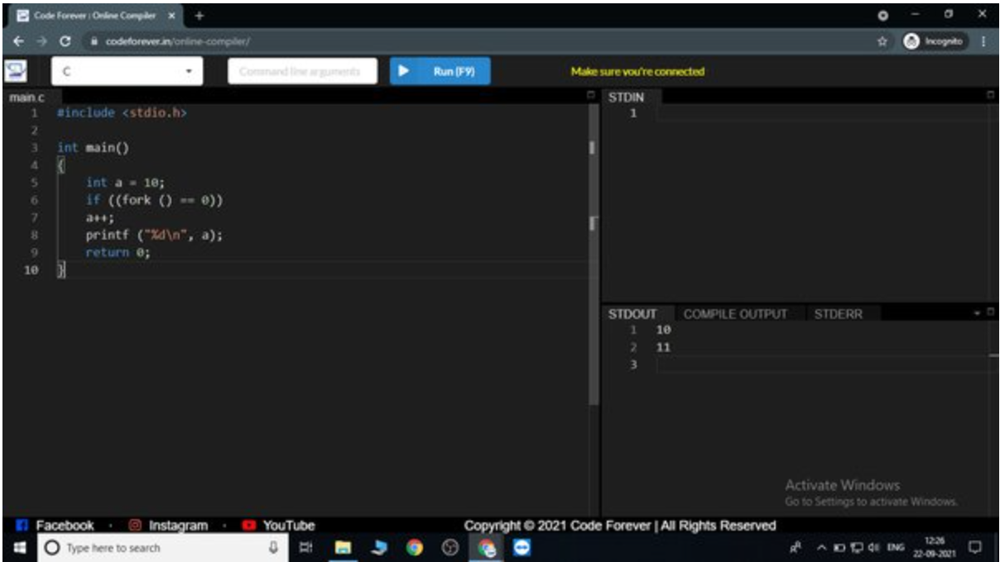 Code Forever : Online Compiler
codeforever.in/online-compiler/
Incognito
C
Command line arguments
Run (F9)
Make sure you're connected
main.c
1 #include <stdio.h>
2
3 int main()
4 {
5 int a = 10;
6 if ((fork () == 0))
7 a++;
8 printf ("%d\n", a);
9 return 0;
10 }
STDIN
1
STDOUT COMPILE OUTPUT STDERR
1 10
2 11
3
Activate Windows
Go to Settings to activate Windows.
Facebook · Instagram · YouTube
Copyright © 2021 Code Forever | All Rights Reserved
Type here to search
ENG
12:26
22-09-2021